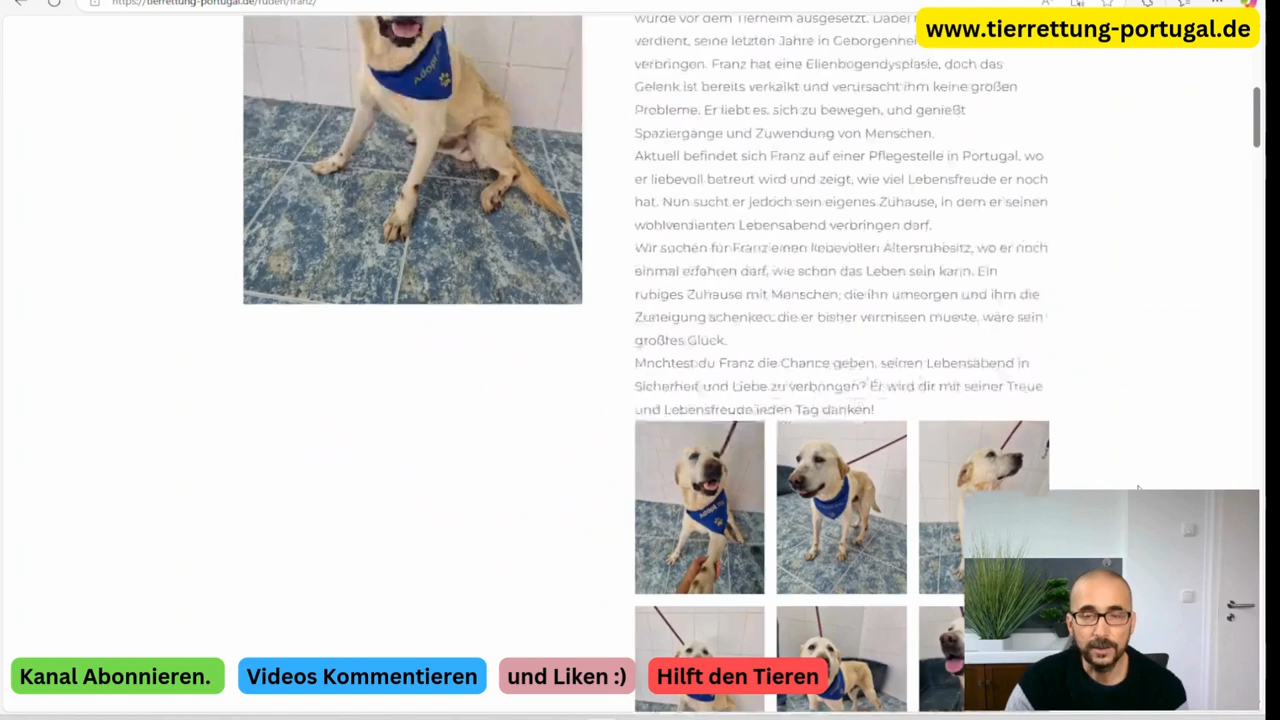 https://tierrettung-portugal.de/ruden/franz/
www.tierrettung-portugal.de
wurde vor dem Tierheim ausgesetzt. Dabei
verdient, seine letzten Jahre in Geborgenhei
verbringen. Franz hat eine Ellenbogendysplasie, doch das
Gelenk ist bereits verkalkt und verursacht ihm keine großen
Probleme. Er liebt es, sich zu bewegen, und genießt
Spaziergänge und Zuwendung von Menschen.
Aktuell befindet sich Franz auf einer Pflegestelle in Portugal, wo
er liebevoll betreut wird und zeigt, wie viel Lebensfreude er noch
hat. Nun sucht er jedoch sein eigenes Zuhause, in dem er seinen
wohlverdienten Lebensabend verbringen darf.
Wir suchen für Franz einen liebevollen Altersruhesitz, wo er noch
einmal erfahren darf, wie schön das Leben sein kann. Ein
ruhiges Zuhause mit Menschen, die ihn umsorgen und ihm die
Zuneigung schenken, die er bisher vermissen musste, wäre sein
großes Glück.
Möchtest du Franz die Chance geben, seinen Lebensabend in
Sicherheit und Liebe zu verbringen? Er wird dir mit seiner Treue
und Lebensfreude jeden Tag danken!
Adopt
Kanal Abonnieren.
Videos Kommentieren
und Liken :)
Hilft den Tieren